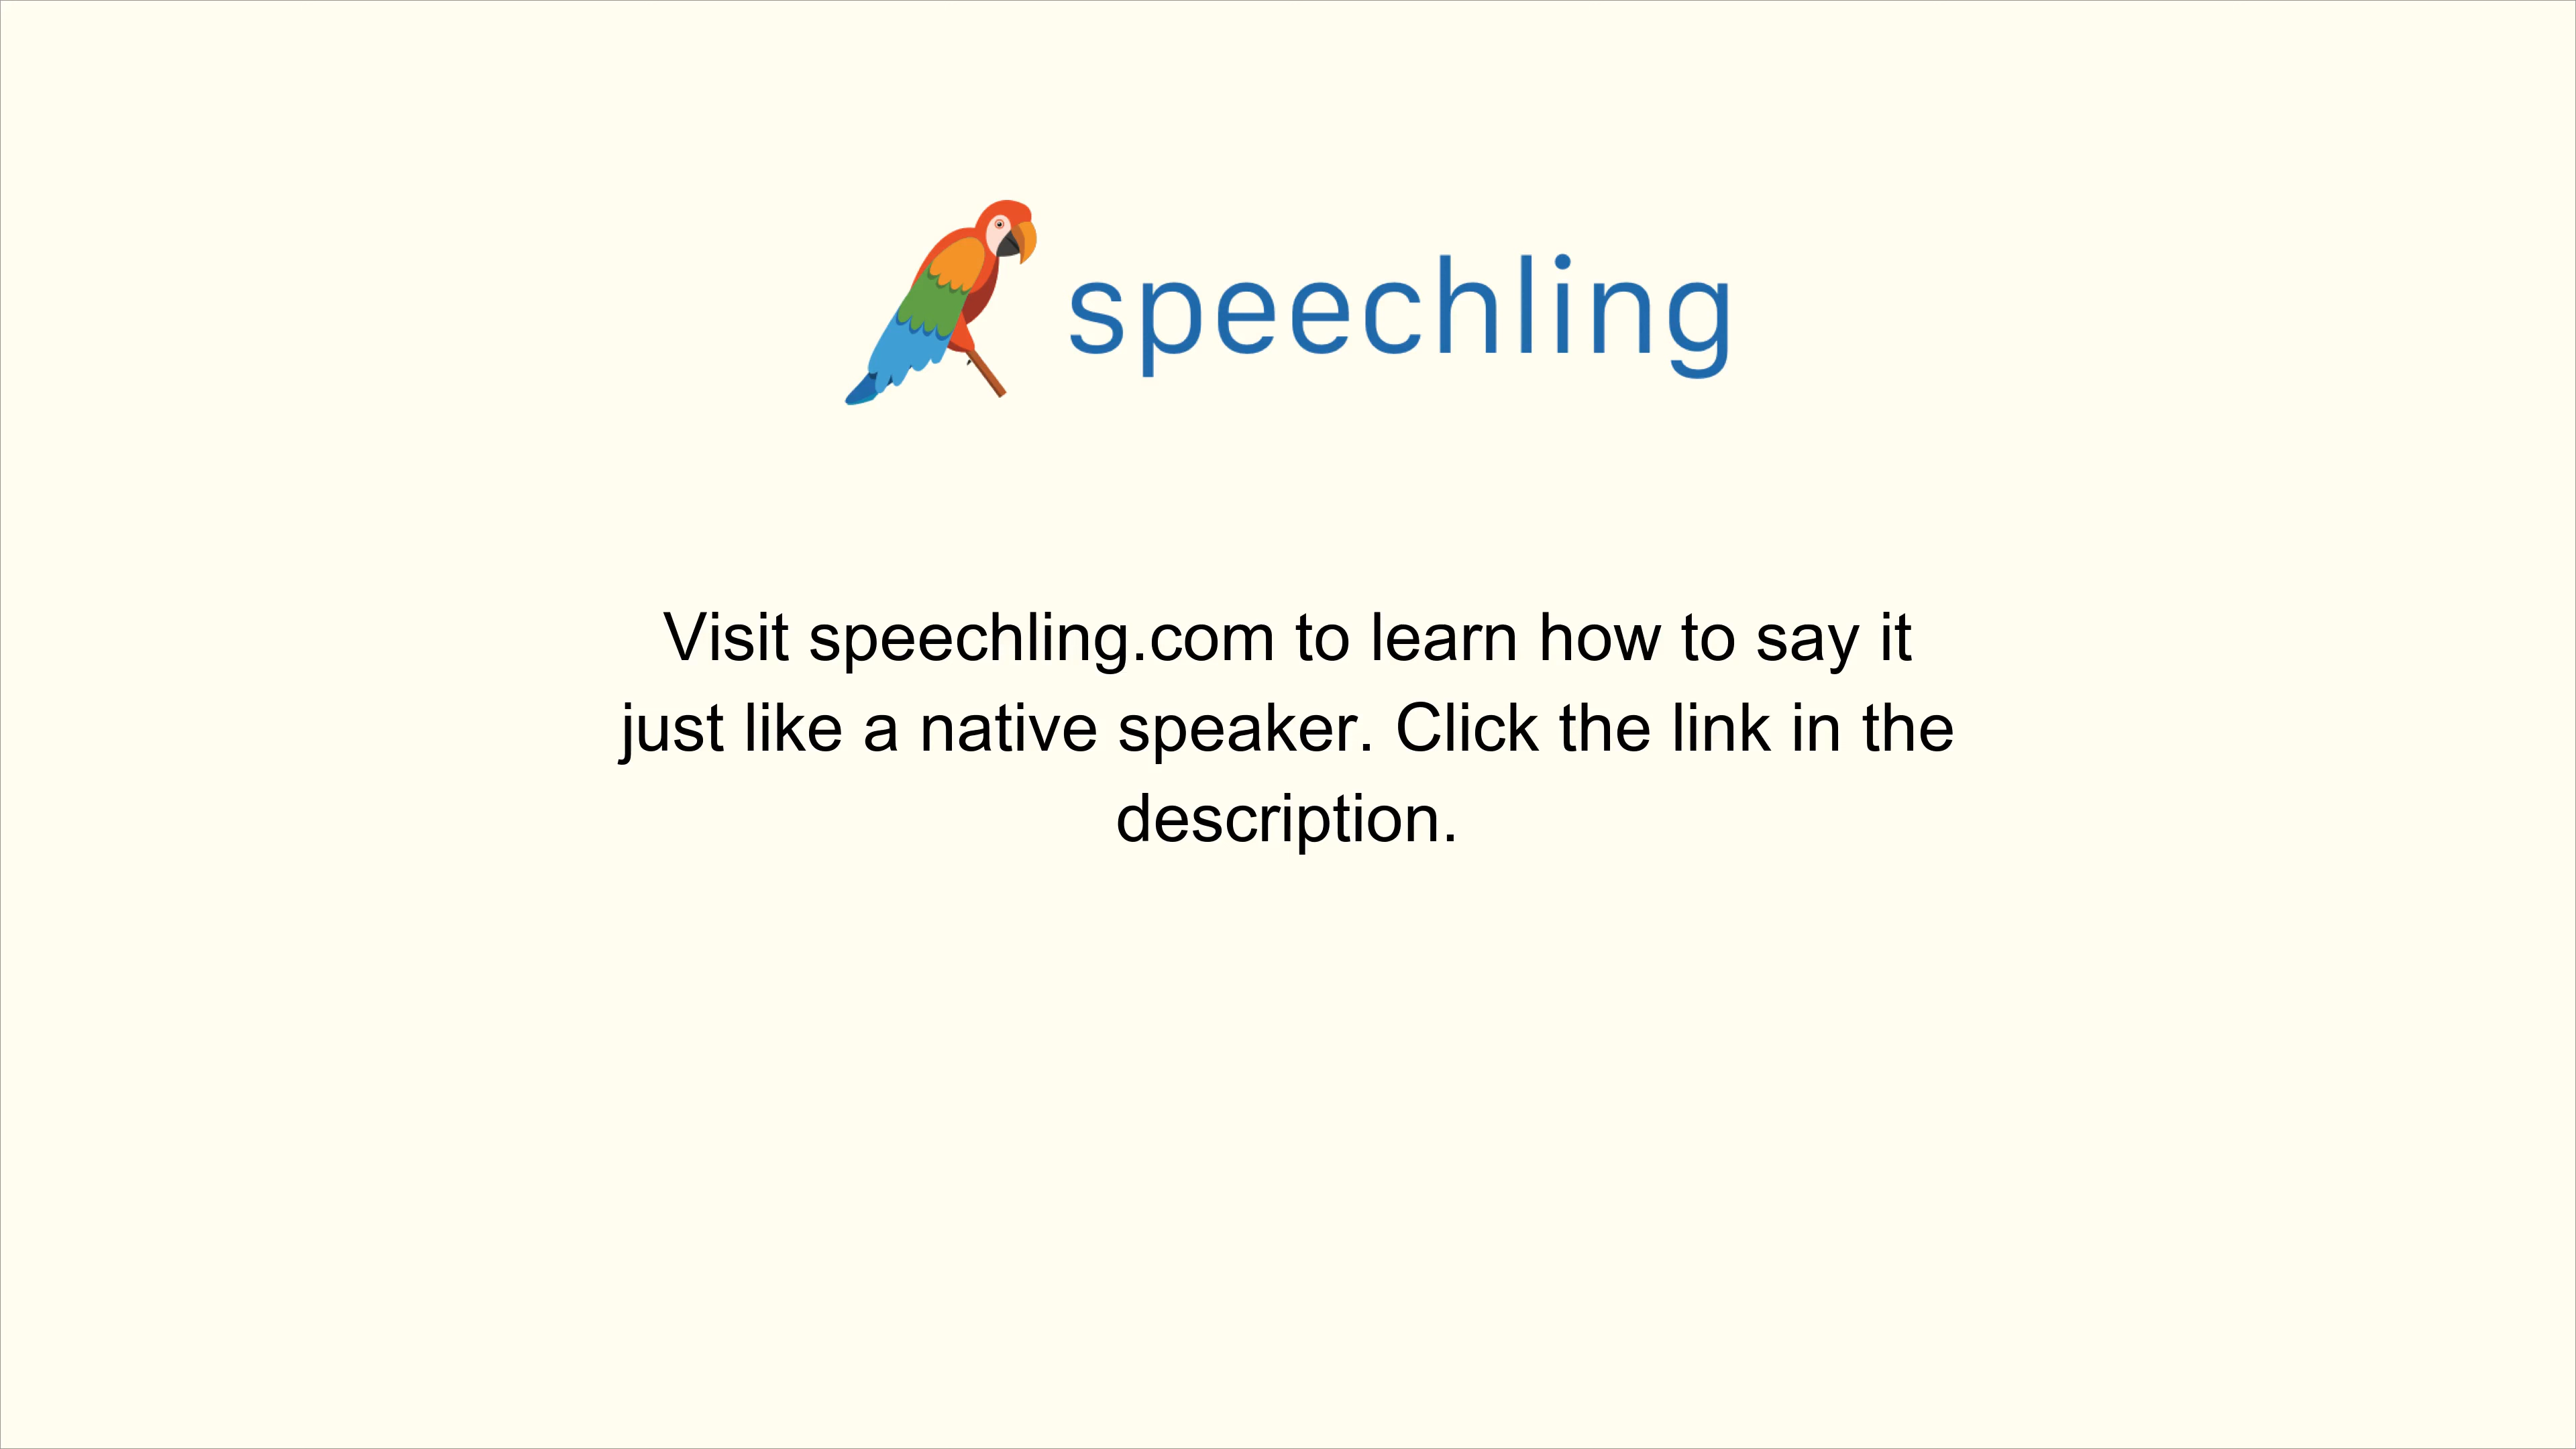 speechling
Visit speechling.com to learn how to say it
just like a native speaker. Click the link in the
description.